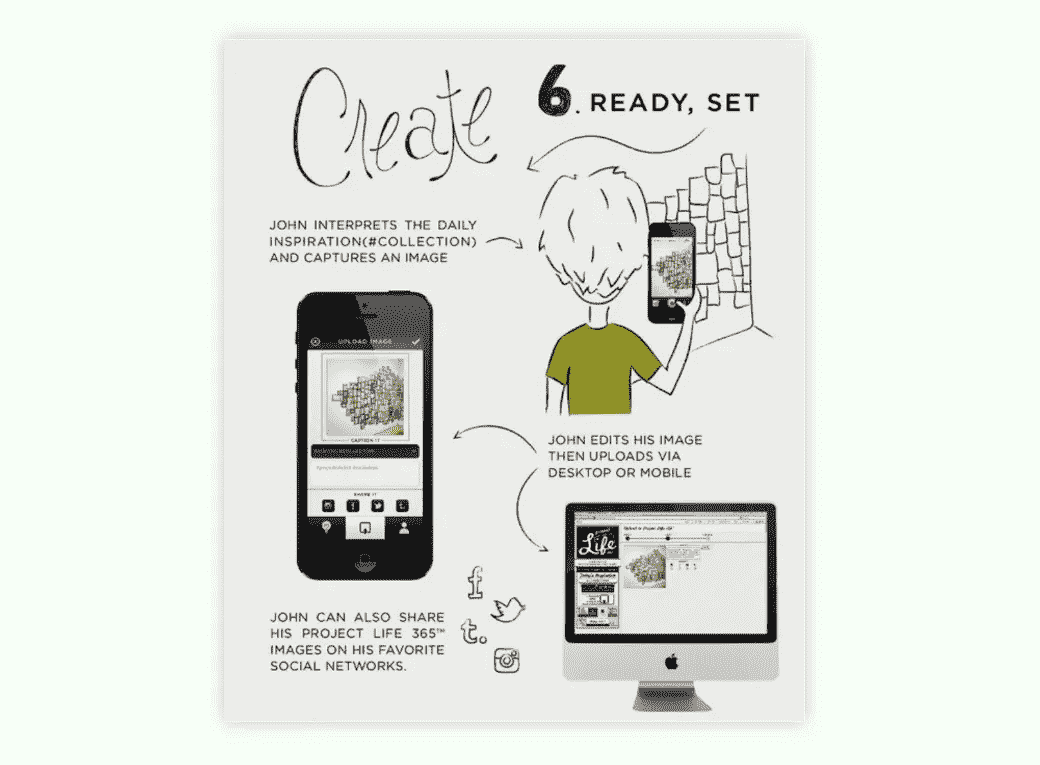 6. READY, SET
Create
JOHN INTERPRETS THE DAILY
INSPIRATION(#COLLECTION)
AND CAPTURES AN IMAGE
UPLOAD IMAGE
CAPTION IT
SHARE IT
JOHN EDITS HIS IMAGE
THEN UPLOADS VIA
DESKTOP OR MOBILE
Life
JOHN CAN ALSO SHARE
HIS PROJECT LIFE 365™
IMAGES ON HIS FAVORITE
SOCIAL NETWORKS.
f
t.